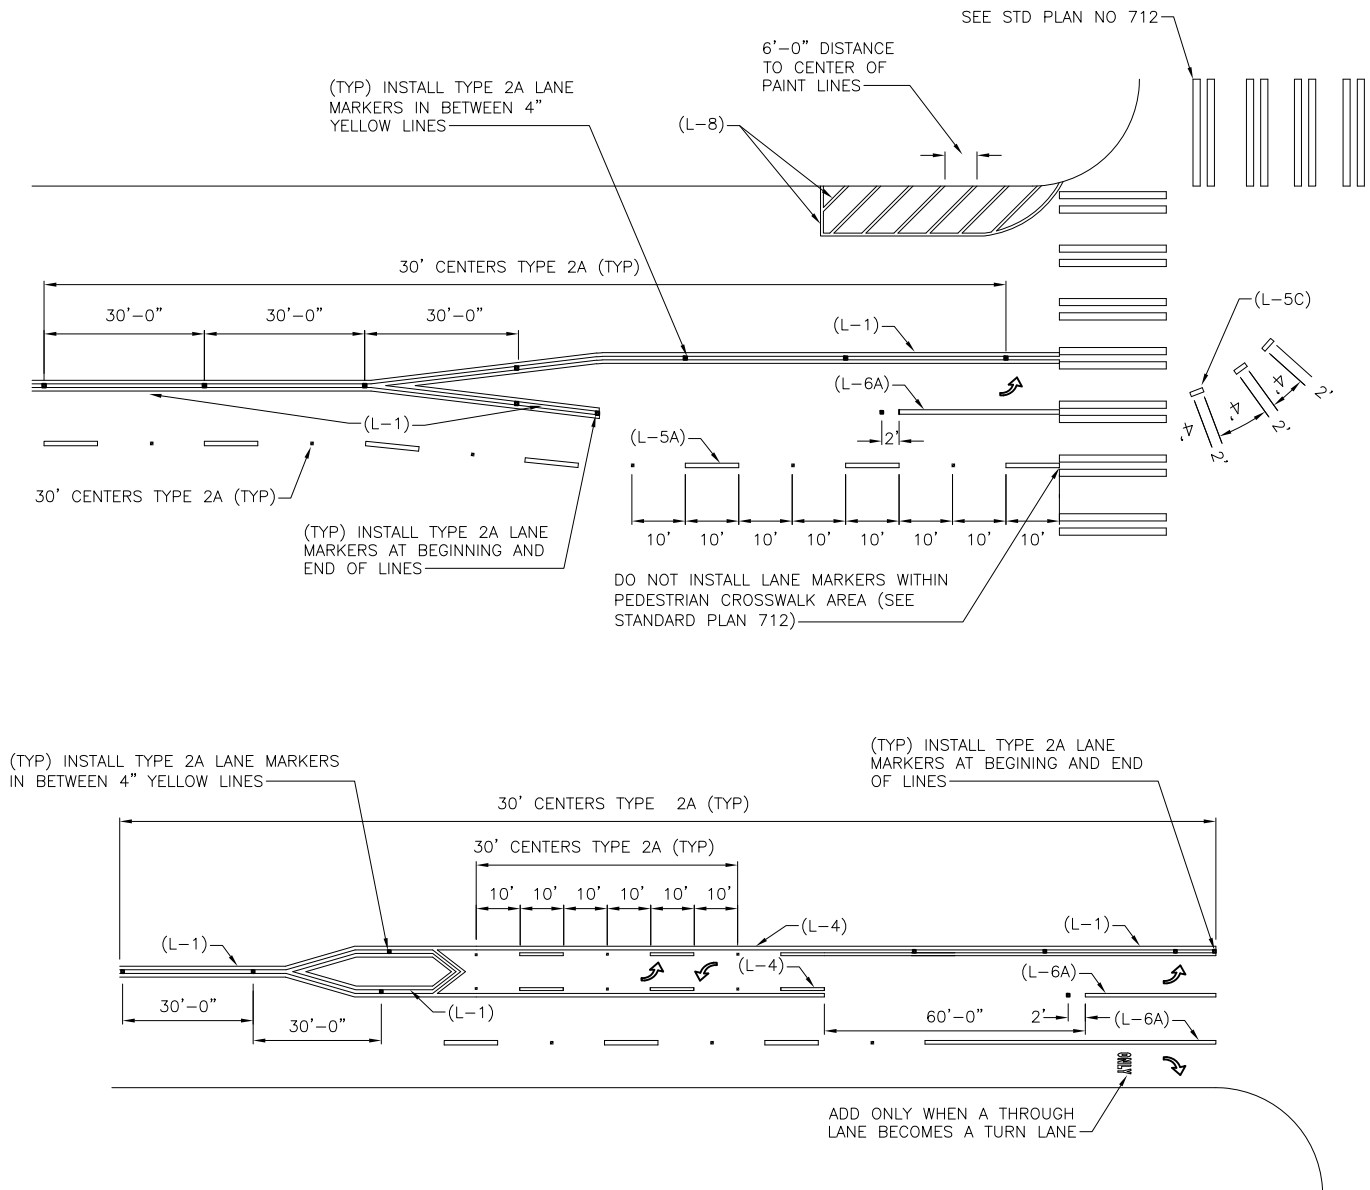 SEE STD PLAN NO 712
6'-0" DISTANCE
TO CENTER OF
PAINT LINES
(TYP) INSTALL TYPE 2A LANE
MARKERS IN BETWEEN 4"
YELLOW LINES
(L-8)
30' CENTERS TYPE 2A (TYP)
30'-0"
30'-0"
30'-0"
(L-1)
(L-5C)
(L-6A)
(L-1)
2'
4'
4'
4'
2'
2'
2'
(L-5A)
30' CENTERS TYPE 2A (TYP)
(TYP) INSTALL TYPE 2A LANE
MARKERS AT BEGINNING AND
END OF LINES
10'
10'
10'
10'
10'
10'
10'
10'
DO NOT INSTALL LANE MARKERS WITHIN
PEDESTRIAN CROSSWALK AREA (SEE
STANDARD PLAN 712)
(TYP) INSTALL TYPE 2A LANE MARKERS
IN BETWEEN 4" YELLOW LINES
(TYP) INSTALL TYPE 2A LANE
MARKERS AT BEGINING AND END
OF LINES
30' CENTERS TYPE 2A (TYP)
30' CENTERS TYPE 2A (TYP)
10'
10'
10'
10'
10'
10'
(L-4)
(L-1)
(L-1)
(L-4)
(L-6A)
(L-1)
30'-0"
30'-0"
60'-0"
2'
(L-6A)
ONLY
ADD ONLY WHEN A THROUGH
LANE BECOMES A TURN LANE